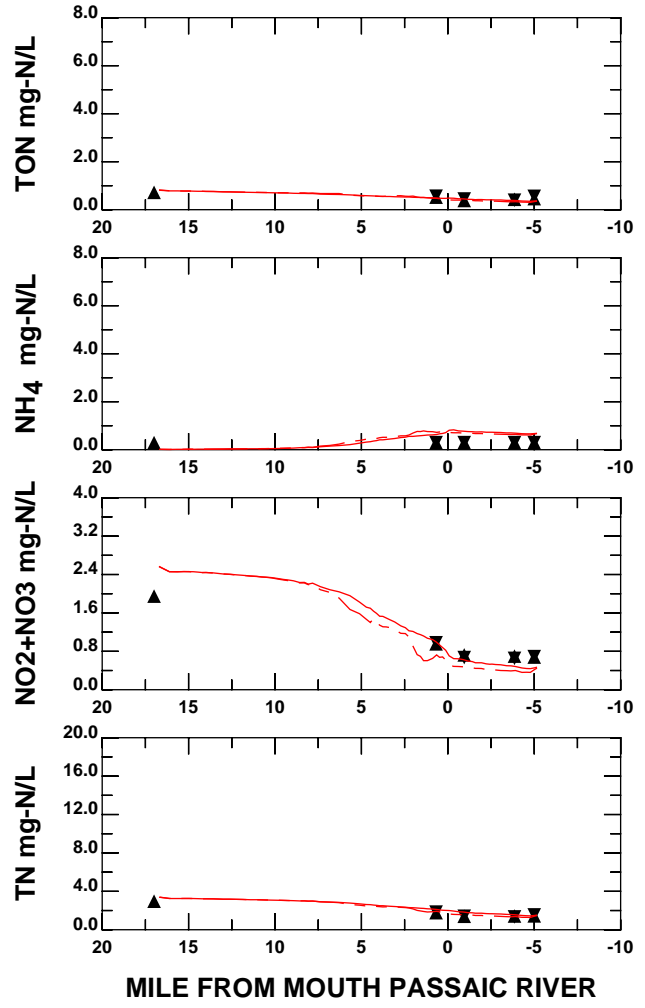 8.0
6.0
4.0
2.0
0.0
TON mg-N/L
20 15 10 5 0 -5 -10
8.0
6.0
4.0
2.0
0.0
NH4 mg-N/L
20 15 10 5 0 -5 -10
4.0
3.2
2.4
1.6
0.8
0.0
NO2+NO3 mg-N/L
20 15 10 5 0 -5 -10
20.0
16.0
12.0
8.0
4.0
0.0
TN mg-N/L
20 15 10 5 0 -5 -10
MILE FROM MOUTH PASSAIC RIVER